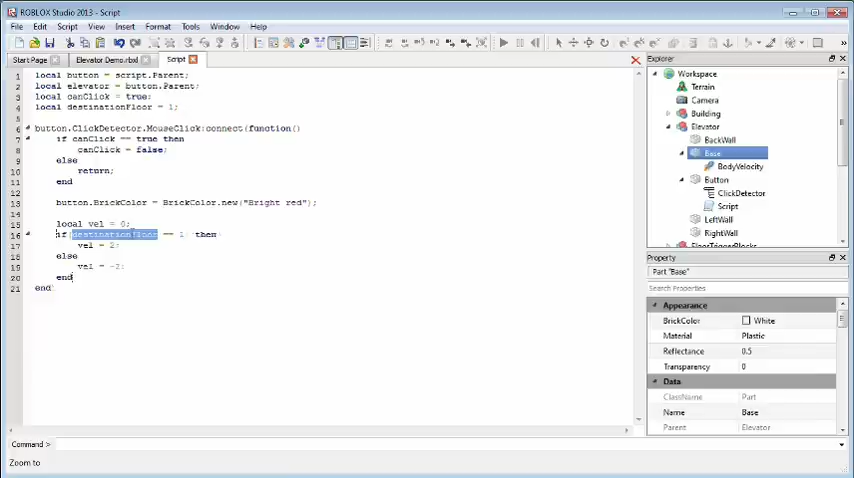 ROBLOX Studio 2013 - Script
File Edit Script View Insert Format Tools Window Help
Start Page Elevator Demo.rbxl Script
1 local button = script.Parent;
2 local elevator = button.Parent;
3 local canClick = true;
4 local destinationFloor = 1;
5
6 button.ClickDetector.MouseClick:connect(function()
7 if canClick == true then
8 canClick = false;
9 else
10 return;
11 end
12
13 button.BrickColor = BrickColor.new("Bright red");
14
15 local vel = 0;
16 if destinationFloor == 1 then
17 vel = 2;
18 else
19 vel = -2;
20 end
21 end
Command >
Zoom to
Explorer
Workspace
Terrain
Camera
Building
Elevator
BackWall
Base
BodyVelocity
Button
ClickDetector
Script
LeftWall
RightWall
FloorTriggerBlocks
Property
Part "Base"
Search Properties
Appearance
BrickColor White
Material Plastic
Reflectance 0.5
Transparency 0
Data
ClassName Part
Name Base
Parent Elevator